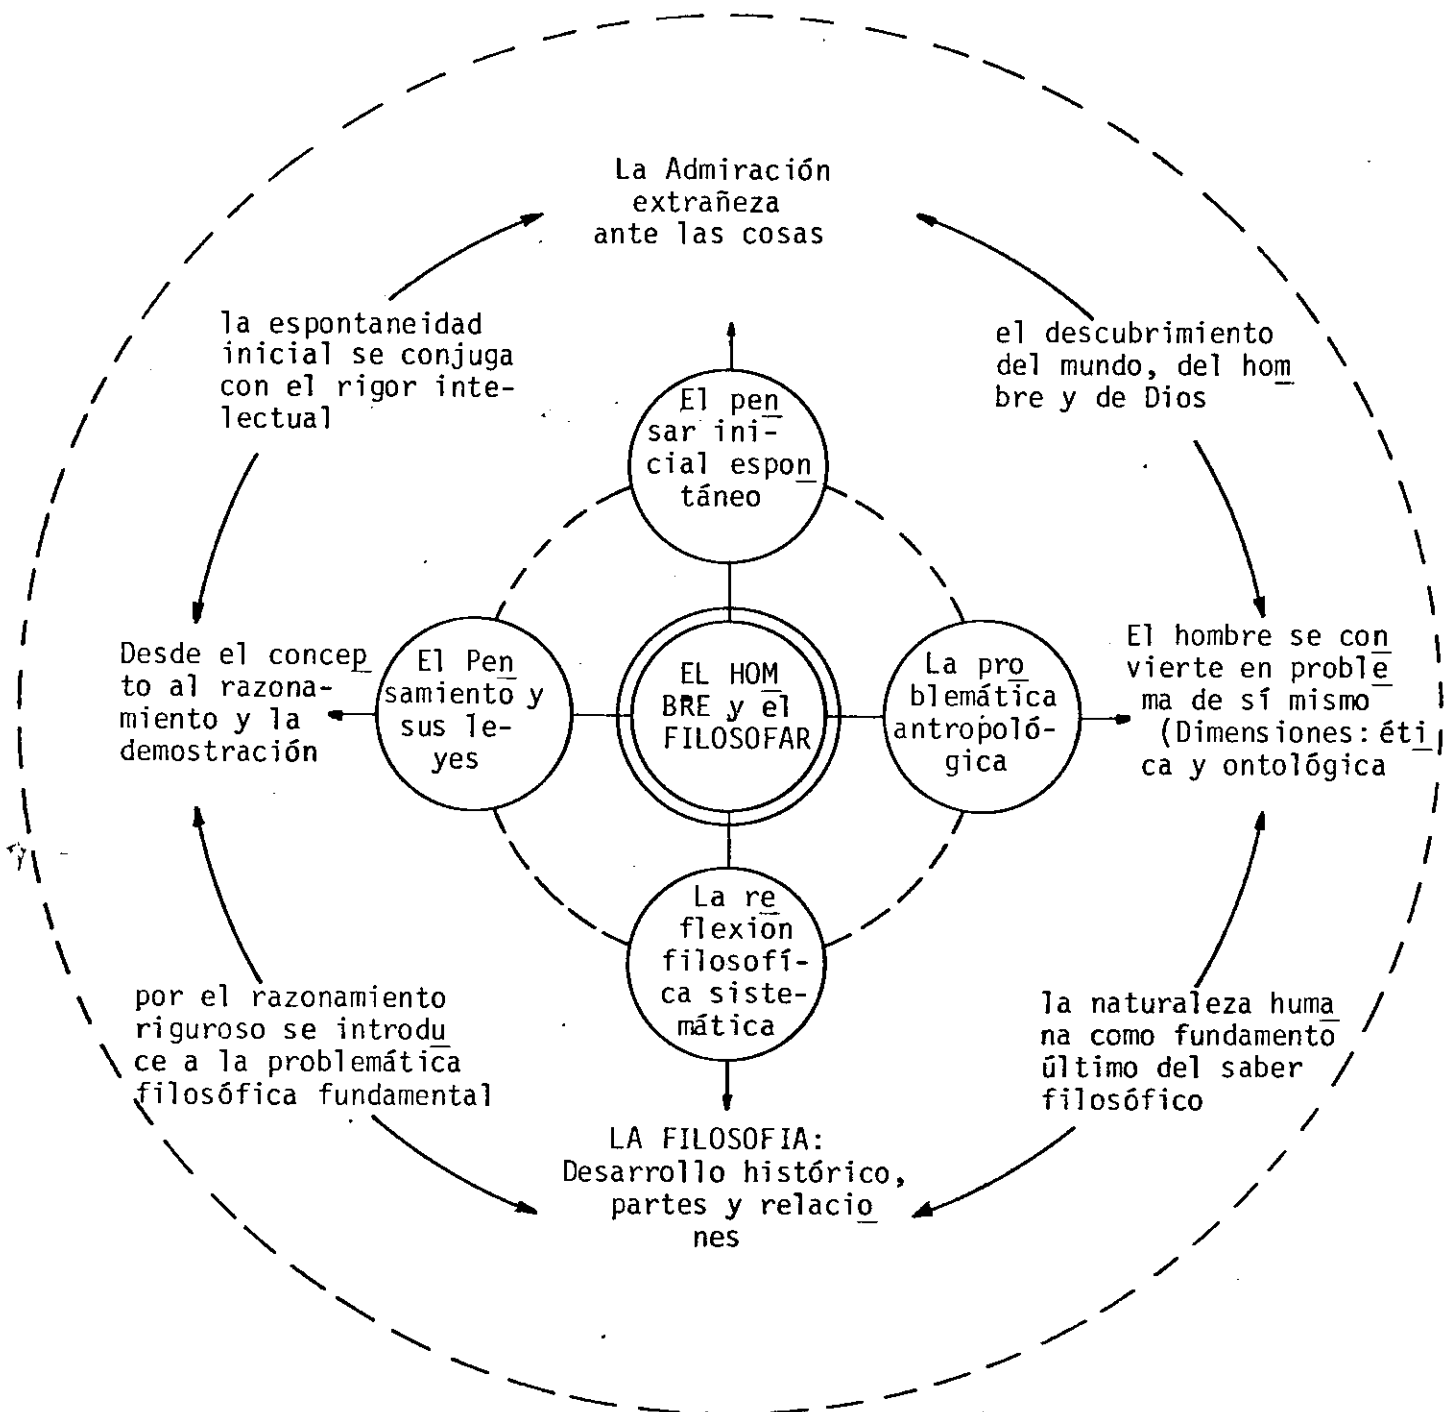 La Admiración
extrañeza
ante las cosas
la espontaneidad
inicial se conjuga
con el rigor inte-
lectual
el descubrimiento
del mundo, del hom
bre y de Dios
El pen
sar ini-
cial espon
táneo
Desde el concep
to al razona-
miento y la
demostración
El Pen
samiento y
sus le-
yes
EL HOM
BRE y el
FILOSOFAR
La pro
blemática
antropoló-
gica
El hombre se con
vierte en proble
ma de sí mismo
(Dimensiones: éti
ca y ontológica
La re
flexión
filosofí-
ca siste-
mática
por el razonamiento
riguroso se introdu
ce a la problemática
filosófica fundamental
la naturaleza huma
na como fundamento
último del saber
filosófico
LA FILOSOFIA:
Desarrollo histórico,
partes y relacio
nes